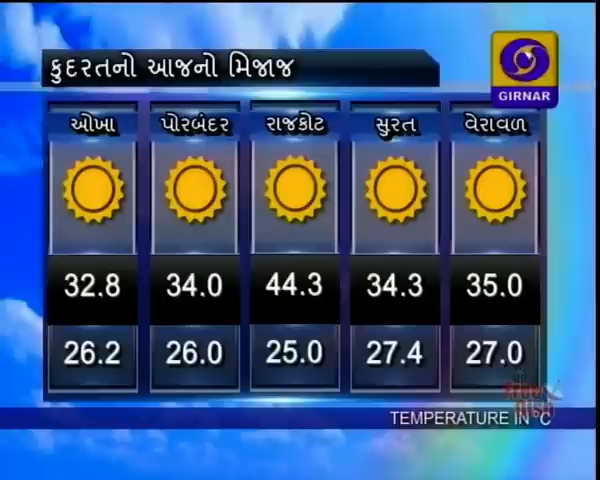 કુદરતનો આજનો મિજાજ
GIRNAR
ઓખા પોરબંદર રાજકોટ સુરત વેરાવળ
32.8 34.0 44.3 34.3 35.0
26.2 26.0 25.0 27.4 27.0
TEMPERATURE IN °C